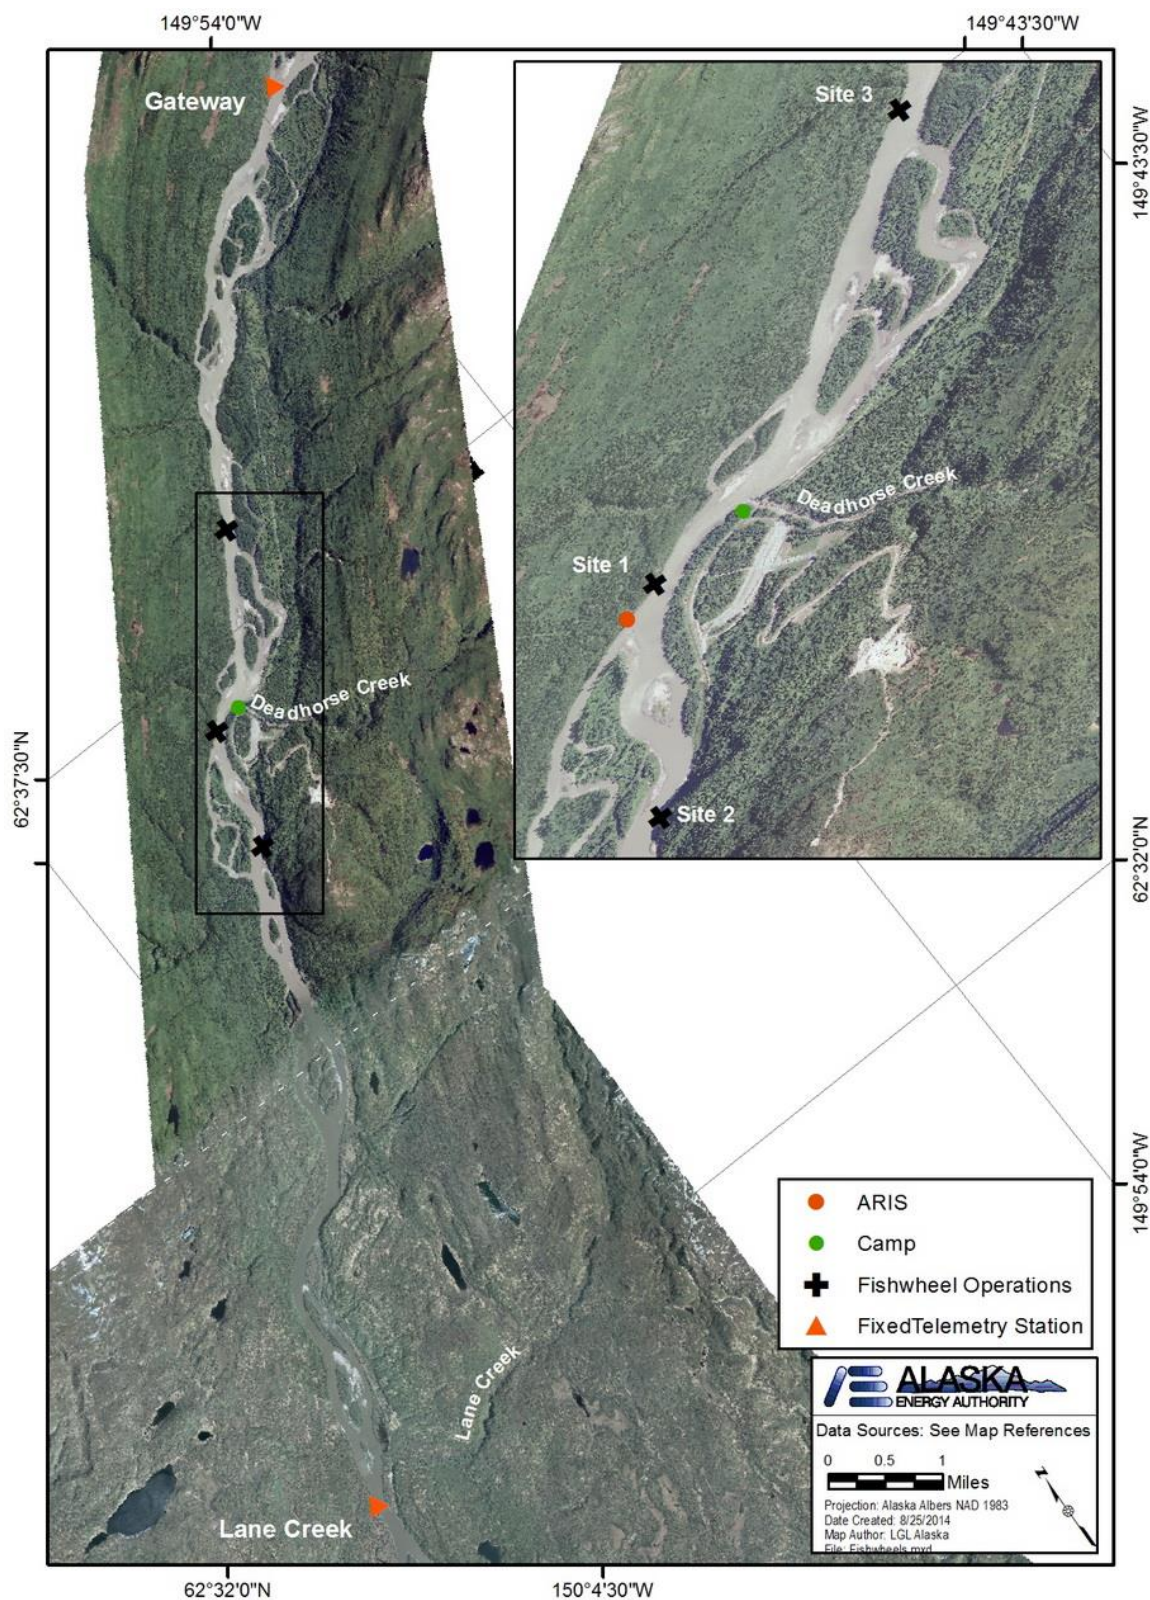 149°54'0"W
149°43'30"W
Gateway
Site 3
149°43'30"W
Deadhorse Creek
Site 1
Deadhorse Creek
62°37'30"N
Site 2
62°32'0"N
149°54'0"W
ARIS
Camp
Fishwheel Operations
FixedTelemetry Station
Lane Creek
ALASKA
ENERGY AUTHORITY
Data Sources: See Map References
0 0.5 1
Miles
N
Projection: Alaska Albers NAD 1983
Date Created: 8/25/2014
Map Author: LGL Alaska
File: Fishwheels.mxd
Lane Creek
62°32'0"N
150°4'30"W